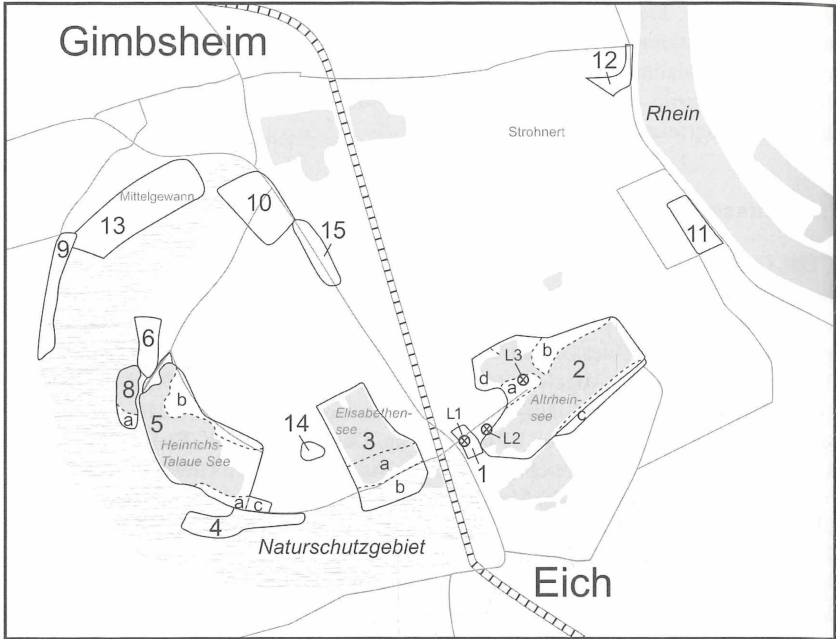 Gimbsheim
12
Rhein
Strohnert
Mittelgewann
13
10
9
15
11
6
8
a
5
b
Heinrichs-
Talaue See
a
c
4
14
Elisabethen-
see
3
a
b
L1
1
L2
L3
a
b
d
2
Altrhein-
see
c
Naturschutzgebiet
Eich